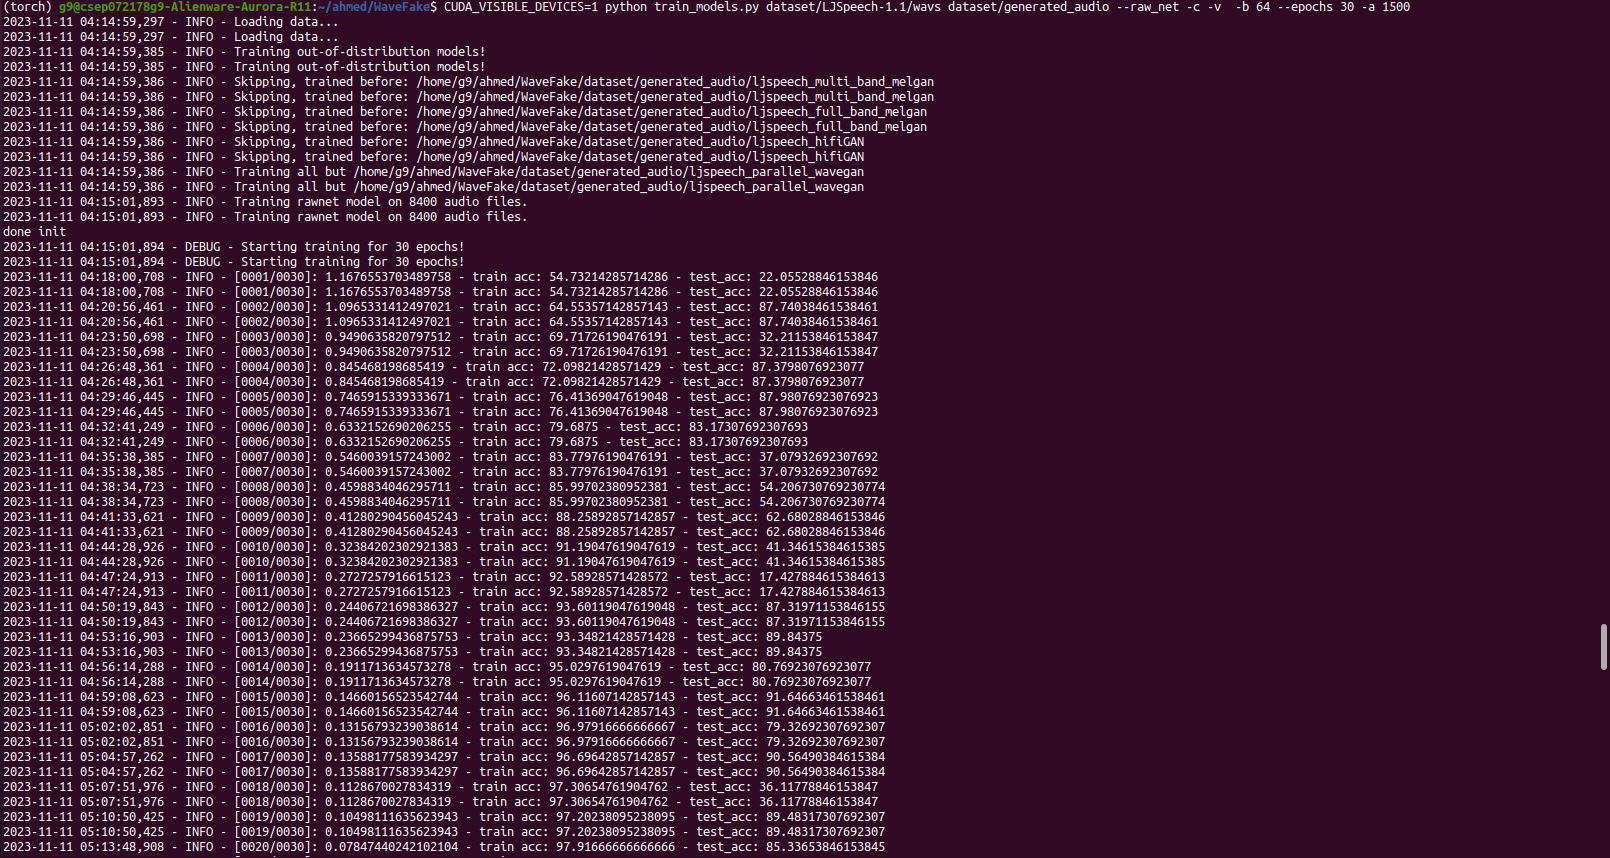 (torch) g9@csep072178g9-Alienware-Aurora-R11:~/ahmed/WaveFake$ CUDA_VISIBLE_DEVICES=1 python train_models.py dataset/LJSpeech-1.1/wavs dataset/generated_audio --raw_net -c -v  -b 64 --epochs 30 -a 1500
2023-11-11 04:14:59,297 - INFO - Loading data...
2023-11-11 04:14:59,297 - INFO - Loading data...
2023-11-11 04:14:59,385 - INFO - Training out-of-distribution models!
2023-11-11 04:14:59,385 - INFO - Training out-of-distribution models!
2023-11-11 04:14:59,386 - INFO - Skipping, trained before: /home/g9/ahmed/WaveFake/dataset/generated_audio/ljspeech_multi_band_melgan
2023-11-11 04:14:59,386 - INFO - Skipping, trained before: /home/g9/ahmed/WaveFake/dataset/generated_audio/ljspeech_multi_band_melgan
2023-11-11 04:14:59,386 - INFO - Skipping, trained before: /home/g9/ahmed/WaveFake/dataset/generated_audio/ljspeech_full_band_melgan
2023-11-11 04:14:59,386 - INFO - Skipping, trained before: /home/g9/ahmed/WaveFake/dataset/generated_audio/ljspeech_full_band_melgan
2023-11-11 04:14:59,386 - INFO - Skipping, trained before: /home/g9/ahmed/WaveFake/dataset/generated_audio/ljspeech_hifiGAN
2023-11-11 04:14:59,386 - INFO - Skipping, trained before: /home/g9/ahmed/WaveFake/dataset/generated_audio/ljspeech_hifiGAN
2023-11-11 04:14:59,386 - INFO - Training all but /home/g9/ahmed/WaveFake/dataset/generated_audio/ljspeech_parallel_wavegan
2023-11-11 04:14:59,386 - INFO - Training all but /home/g9/ahmed/WaveFake/dataset/generated_audio/ljspeech_parallel_wavegan
2023-11-11 04:15:01,893 - INFO - Training rawnet model on 8400 audio files.
2023-11-11 04:15:01,893 - INFO - Training rawnet model on 8400 audio files.
done init
2023-11-11 04:15:01,894 - DEBUG - Starting training for 30 epochs!
2023-11-11 04:15:01,894 - DEBUG - Starting training for 30 epochs!
2023-11-11 04:18:00,708 - INFO - [0001/0030]: 1.1676553703489758 - train acc: 54.73214285714286 - test_acc: 22.05528846153846
2023-11-11 04:18:00,708 - INFO - [0001/0030]: 1.1676553703489758 - train acc: 54.73214285714286 - test_acc: 22.05528846153846
2023-11-11 04:20:56,461 - INFO - [0002/0030]: 1.0965331412497021 - train acc: 64.55357142857143 - test_acc: 87.74038461538461
2023-11-11 04:20:56,461 - INFO - [0002/0030]: 1.0965331412497021 - train acc: 64.55357142857143 - test_acc: 87.74038461538461
2023-11-11 04:23:50,698 - INFO - [0003/0030]: 0.9490635820797512 - train acc: 69.71726190476191 - test_acc: 32.21153846153847
2023-11-11 04:23:50,698 - INFO - [0003/0030]: 0.9490635820797512 - train acc: 69.71726190476191 - test_acc: 32.21153846153847
2023-11-11 04:26:48,361 - INFO - [0004/0030]: 0.845468198685419 - train acc: 72.09821428571429 - test_acc: 87.3798076923077
2023-11-11 04:26:48,361 - INFO - [0004/0030]: 0.845468198685419 - train acc: 72.09821428571429 - test_acc: 87.3798076923077
2023-11-11 04:29:46,445 - INFO - [0005/0030]: 0.7465915339333671 - train acc: 76.41369047619048 - test_acc: 87.98076923076923
2023-11-11 04:29:46,445 - INFO - [0005/0030]: 0.7465915339333671 - train acc: 76.41369047619048 - test_acc: 87.98076923076923
2023-11-11 04:32:41,249 - INFO - [0006/0030]: 0.6332152690206255 - train acc: 79.6875 - test_acc: 83.17307692307693
2023-11-11 04:32:41,249 - INFO - [0006/0030]: 0.6332152690206255 - train acc: 79.6875 - test_acc: 83.17307692307693
2023-11-11 04:35:38,385 - INFO - [0007/0030]: 0.5460039157243002 - train acc: 83.77976190476191 - test_acc: 37.07932692307692
2023-11-11 04:35:38,385 - INFO - [0007/0030]: 0.5460039157243002 - train acc: 83.77976190476191 - test_acc: 37.07932692307692
2023-11-11 04:38:34,723 - INFO - [0008/0030]: 0.4598834046295711 - train acc: 85.99702380952381 - test_acc: 54.206730769230774
2023-11-11 04:38:34,723 - INFO - [0008/0030]: 0.4598834046295711 - train acc: 85.99702380952381 - test_acc: 54.206730769230774
2023-11-11 04:41:33,621 - INFO - [0009/0030]: 0.41280290456045243 - train acc: 88.25892857142857 - test_acc: 62.68028846153846
2023-11-11 04:41:33,621 - INFO - [0009/0030]: 0.41280290456045243 - train acc: 88.25892857142857 - test_acc: 62.68028846153846
2023-11-11 04:44:28,926 - INFO - [0010/0030]: 0.32384202302921383 - train acc: 91.19047619047619 - test_acc: 41.34615384615385
2023-11-11 04:44:28,926 - INFO - [0010/0030]: 0.32384202302921383 - train acc: 91.19047619047619 - test_acc: 41.34615384615385
2023-11-11 04:47:24,913 - INFO - [0011/0030]: 0.2727257916615123 - train acc: 92.58928571428572 - test_acc: 17.427884615384613
2023-11-11 04:47:24,913 - INFO - [0011/0030]: 0.2727257916615123 - train acc: 92.58928571428572 - test_acc: 17.427884615384613
2023-11-11 04:50:19,843 - INFO - [0012/0030]: 0.24406721698386327 - train acc: 93.60119047619048 - test_acc: 87.31971153846155
2023-11-11 04:50:19,843 - INFO - [0012/0030]: 0.24406721698386327 - train acc: 93.60119047619048 - test_acc: 87.31971153846155
2023-11-11 04:53:16,903 - INFO - [0013/0030]: 0.23665299436875753 - train acc: 93.34821428571428 - test_acc: 89.84375
2023-11-11 04:53:16,903 - INFO - [0013/0030]: 0.23665299436875753 - train acc: 93.34821428571428 - test_acc: 89.84375
2023-11-11 04:56:14,288 - INFO - [0014/0030]: 0.1911713634573278 - train acc: 95.0297619047619 - test_acc: 80.76923076923077
2023-11-11 04:56:14,288 - INFO - [0014/0030]: 0.1911713634573278 - train acc: 95.0297619047619 - test_acc: 80.76923076923077
2023-11-11 04:59:08,623 - INFO - [0015/0030]: 0.14660156523542744 - train acc: 96.11607142857143 - test_acc: 91.64663461538461
2023-11-11 04:59:08,623 - INFO - [0015/0030]: 0.14660156523542744 - train acc: 96.11607142857143 - test_acc: 91.64663461538461
2023-11-11 05:02:02,851 - INFO - [0016/0030]: 0.13156793239038614 - train acc: 96.97916666666667 - test_acc: 79.32692307692307
2023-11-11 05:02:02,851 - INFO - [0016/0030]: 0.13156793239038614 - train acc: 96.97916666666667 - test_acc: 79.32692307692307
2023-11-11 05:04:57,262 - INFO - [0017/0030]: 0.13588177583934297 - train acc: 96.69642857142857 - test_acc: 90.56490384615384
2023-11-11 05:04:57,262 - INFO - [0017/0030]: 0.13588177583934297 - train acc: 96.69642857142857 - test_acc: 90.56490384615384
2023-11-11 05:07:51,976 - INFO - [0018/0030]: 0.1128670027834319 - train acc: 97.30654761904762 - test_acc: 36.11778846153847
2023-11-11 05:07:51,976 - INFO - [0018/0030]: 0.1128670027834319 - train acc: 97.30654761904762 - test_acc: 36.11778846153847
2023-11-11 05:10:50,425 - INFO - [0019/0030]: 0.10498111635623943 - train acc: 97.20238095238095 - test_acc: 89.48317307692307
2023-11-11 05:10:50,425 - INFO - [0019/0030]: 0.10498111635623943 - train acc: 97.20238095238095 - test_acc: 89.48317307692307
2023-11-11 05:13:48,908 - INFO - [0020/0030]: 0.07847440242102104 - train acc: 97.91666666666666 - test_acc: 85.33653846153845